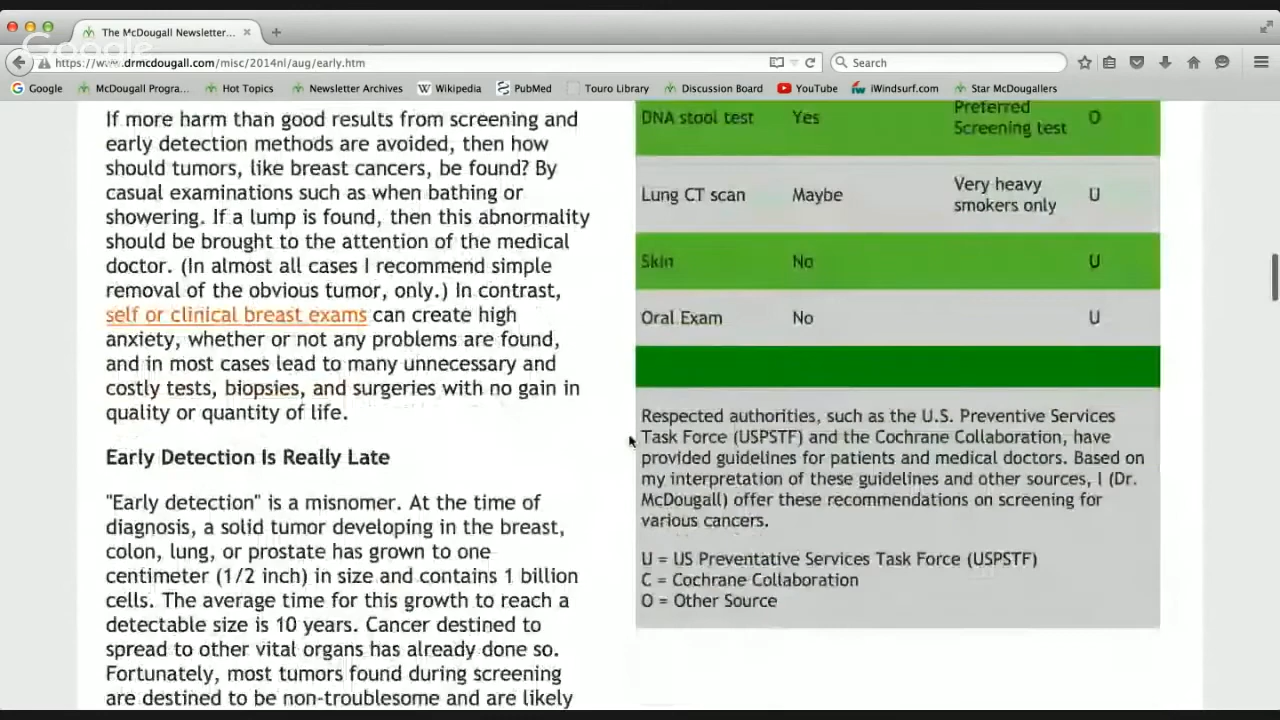 The McDougall Newsletter...
Google
https://www.drmcdougall.com/misc/2014nl/aug/early.htm
Search
Google
McDougall Progra...
Hot Topics
Newsletter Archives
Wikipedia
PubMed
Touro Library
Discussion Board
YouTube
iWindsurf.com
Star McDougallers
If more harm than good results from screening and
early detection methods are avoided, then how
should tumors, like breast cancers, be found? By
casual examinations such as when bathing or
showering. If a lump is found, then this abnormality
should be brought to the attention of the medical
doctor. (In almost all cases I recommend simple
removal of the obvious tumor, only.) In contrast,
self or clinical breast exams can create high
anxiety, whether or not any problems are found,
and in most cases lead to many unnecessary and
costly tests, biopsies, and surgeries with no gain in
quality or quantity of life.
Early Detection Is Really Late
"Early detection" is a misnomer. At the time of
diagnosis, a solid tumor developing in the breast,
colon, lung, or prostate has grown to one
centimeter (1/2 inch) in size and contains 1 billion
cells. The average time for this growth to reach a
detectable size is 10 years. Cancer destined to
spread to other vital organs has already done so.
Fortunately, most tumors found during screening
are destined to be non-troublesome and are likely
DNA stool test Yes Preferred O
Screening test
Lung CT scan Maybe Very heavy U
smokers only
Skin No U
Oral Exam No U
Respected authorities, such as the U.S. Preventive Services
Task Force (USPSTF) and the Cochrane Collaboration, have
provided guidelines for patients and medical doctors. Based on
my interpretation of these guidelines and other sources, I (Dr.
McDougall) offer these recommendations on screening for
various cancers.
U = US Preventative Services Task Force (USPSTF)
C = Cochrane Collaboration
O = Other Source